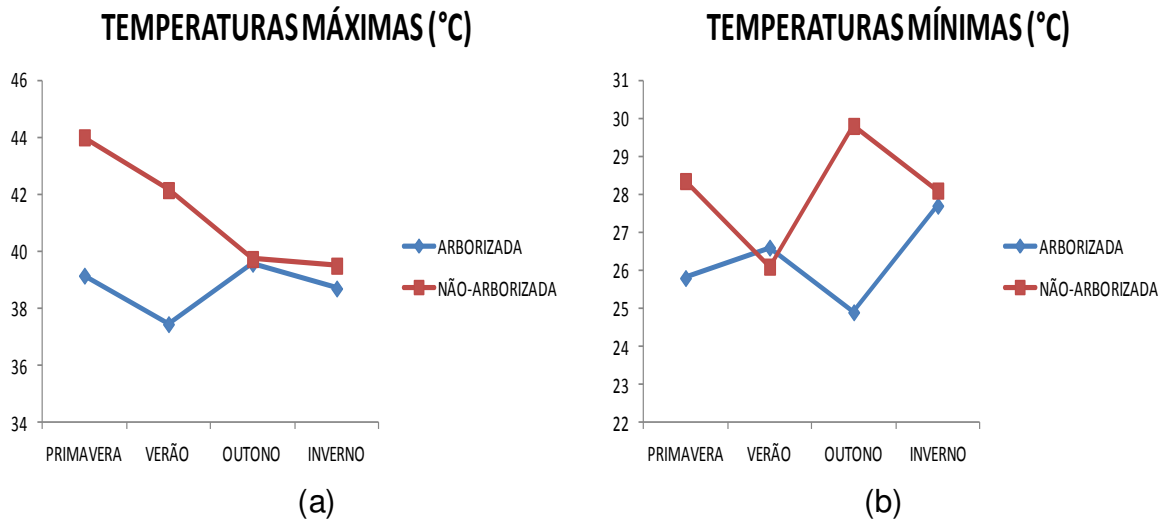 TEMPERATURAS MÁXIMAS (°C)
46
44
42
40
38
36
34
PRIMAVERA VERÃO OUTONO INVERNO
ARBORIZADA
NÃO-ARBORIZADA
(a)
TEMPERATURAS MÍNIMAS (°C)
31
30
29
28
27
26
25
24
23
22
PRIMAVERA VERÃO OUTONO INVERNO
ARBORIZADA
NÃO-ARBORIZADA
(b)